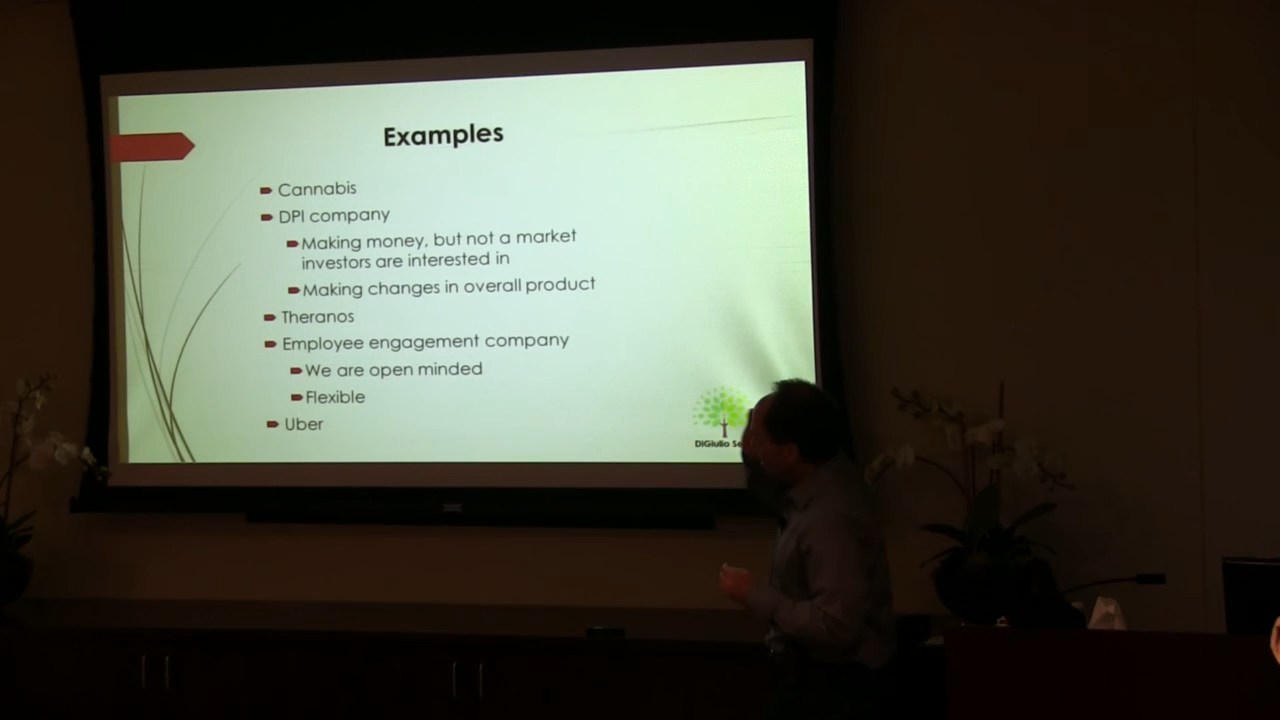 Examples
Cannabis
DPI company
Making money, but not a market
investors are interested in
Making changes in overall product
Theranos
Employee engagement company
We are open minded
Flexible
Uber
DiGiulio